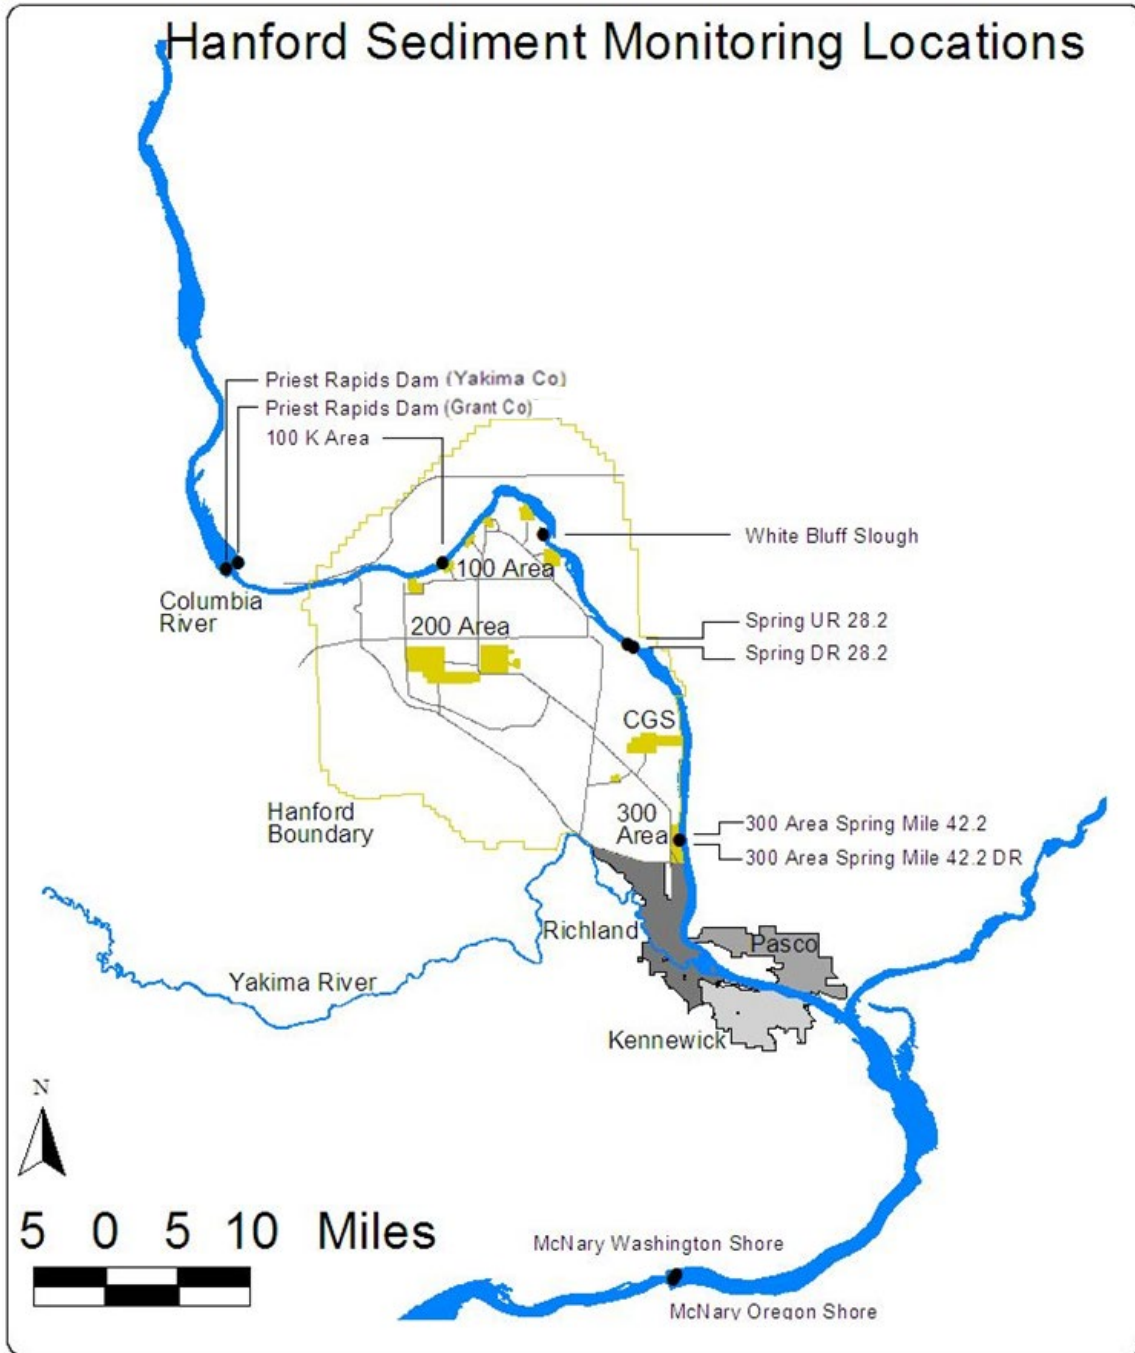 Hanford Sediment Monitoring Locations
Priest Rapids Dam (Yakima Co)
Priest Rapids Dam (Grant Co)
100 K Area
White Bluff Slough
100 Area
Columbia
River
200 Area
Spring UR 28.2
Spring DR 28.2
CGS
Hanford
Boundary
300
Area
300 Area Spring Mile 42.2
300 Area Spring Mile 42.2 DR
Richland
Pasco
Yakima River
Kennewick
N
5 0 5 10 Miles
McNary Washington Shore
McNary Oregon Shore